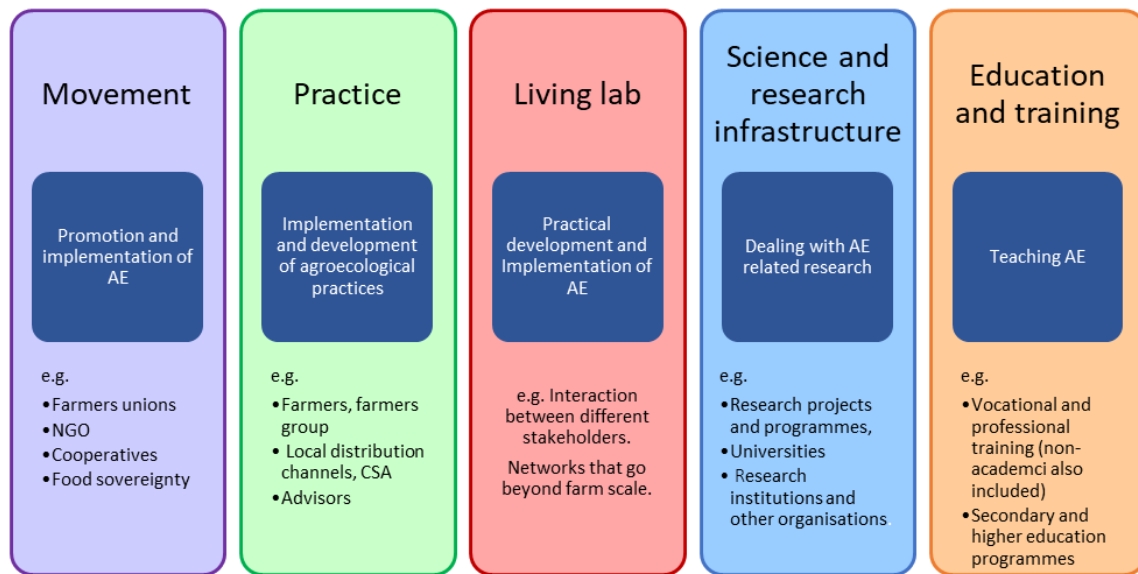 Movement
Promotion and
implementation of
AE
e.g.
•Farmers unions
•NGO
•Cooperatives
•Food sovereignty
Practice
Implementation
and development
of agroecological
practices
e.g.
•Farmers, farmers
group
• Local distribution
channels, CSA
•Advisors
Living lab
Practical
development and
Implementation of
AE
e.g. Interaction
between different
stakeholders.
Networks that go
beyond farm scale.
Science and
research
infrastructure
Dealing with AE
related research
e.g.
•Research projects
and programmes,
•Universities
• Research
institutions and
other organisations.
Education
and training
Teaching AE
e.g.
•Vocational and
professional
training (non-
academci also
included)
•Secondary and
higher education
programmes